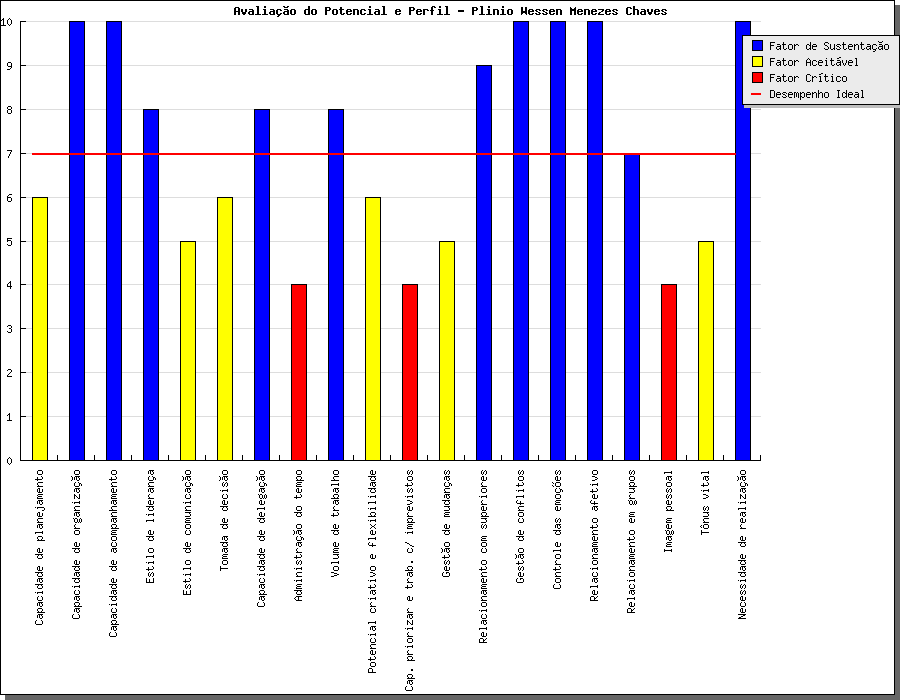 Avaliação do Potencial e Perfil - Plinio Wessen Menezes Chaves
10
9
8
7
6
5
4
3
2
1
0
Fator de Sustentação
Fator Aceitável
Fator Crítico
Desempenho Ideal
Capacidade de planejamento
Capacidade de organização
Capacidade de acompanhamento
Estilo de liderança
Estilo de comunicação
Tomada de decisão
Capacidade de delegação
Administração do tempo
Volume de trabalho
Potencial criativo e flexibilidade
Cap. priorizar e trab. c/ imprevistos
Gestão de mudanças
Relacionamento com superiores
Gestão de conflitos
Controle das emoções
Relacionamento afetivo
Relacionamento em grupos
Imagem pessoal
Tônus vital
Necessidade de realização